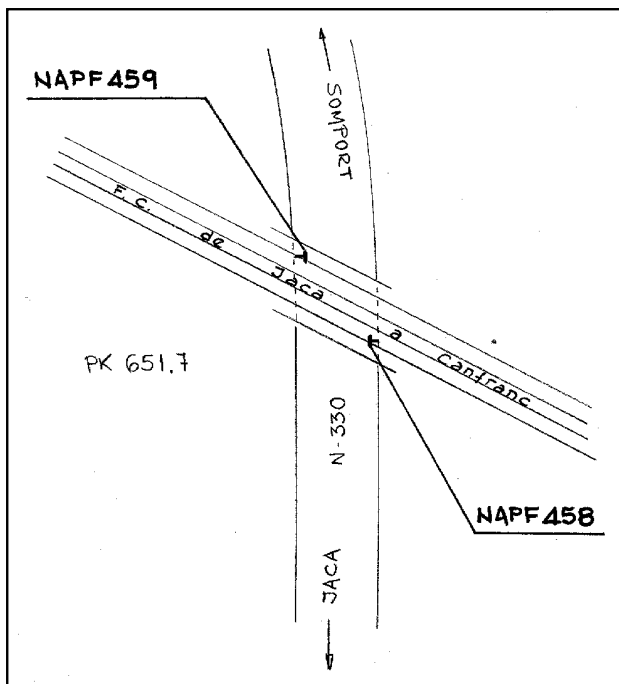 NAPF459
SOMPORT
F.C. de Jaca a Canfranc
PK 651,7
N-330
NAPF458
JACA